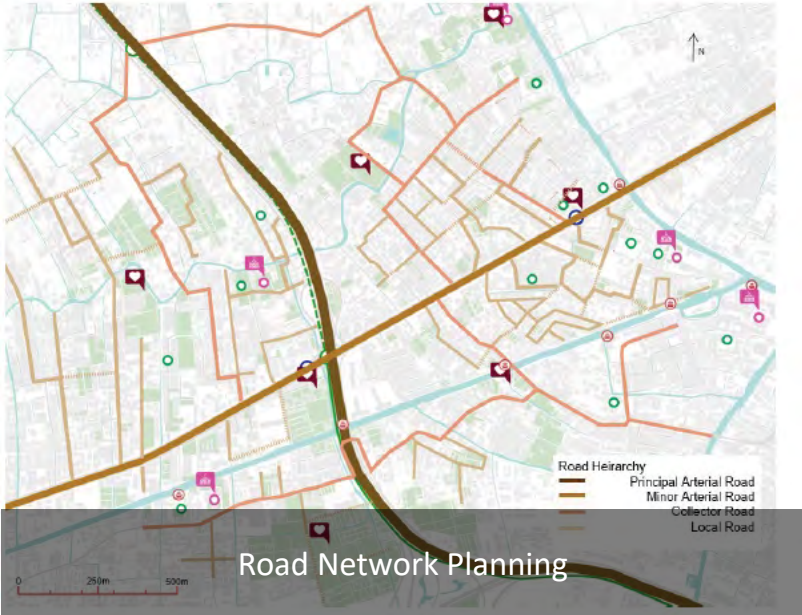 N
Road Heirarchy
Principal Arterial Road
Minor Arterial Road
Collector Road
Local Road
Road Network Planning
0 250m 500m